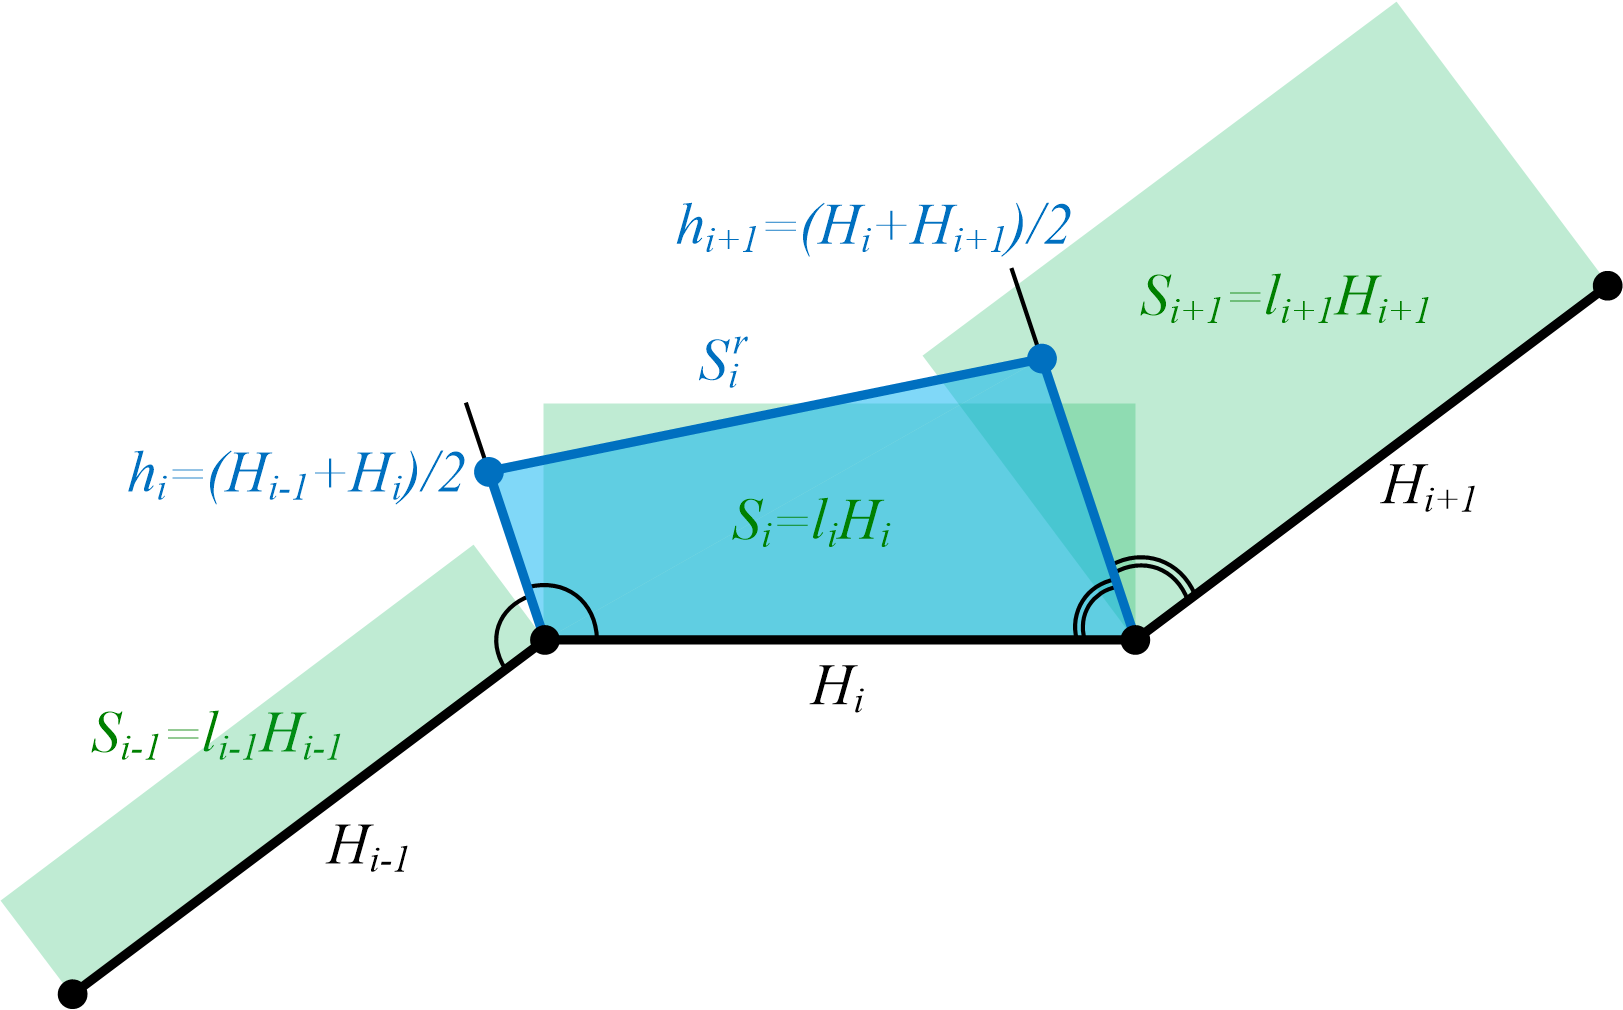 h_{i+1}=(H_i+H_{i+1})/2
S_{i+1}=l_{i+1}H_{i+1}
S_i^r
h_i=(H_{i-1}+H_i)/2
H_{i+1}
S_i=l_iH_i
H_i
S_{i-1}=l_{i-1}H_{i-1}
H_{i-1}